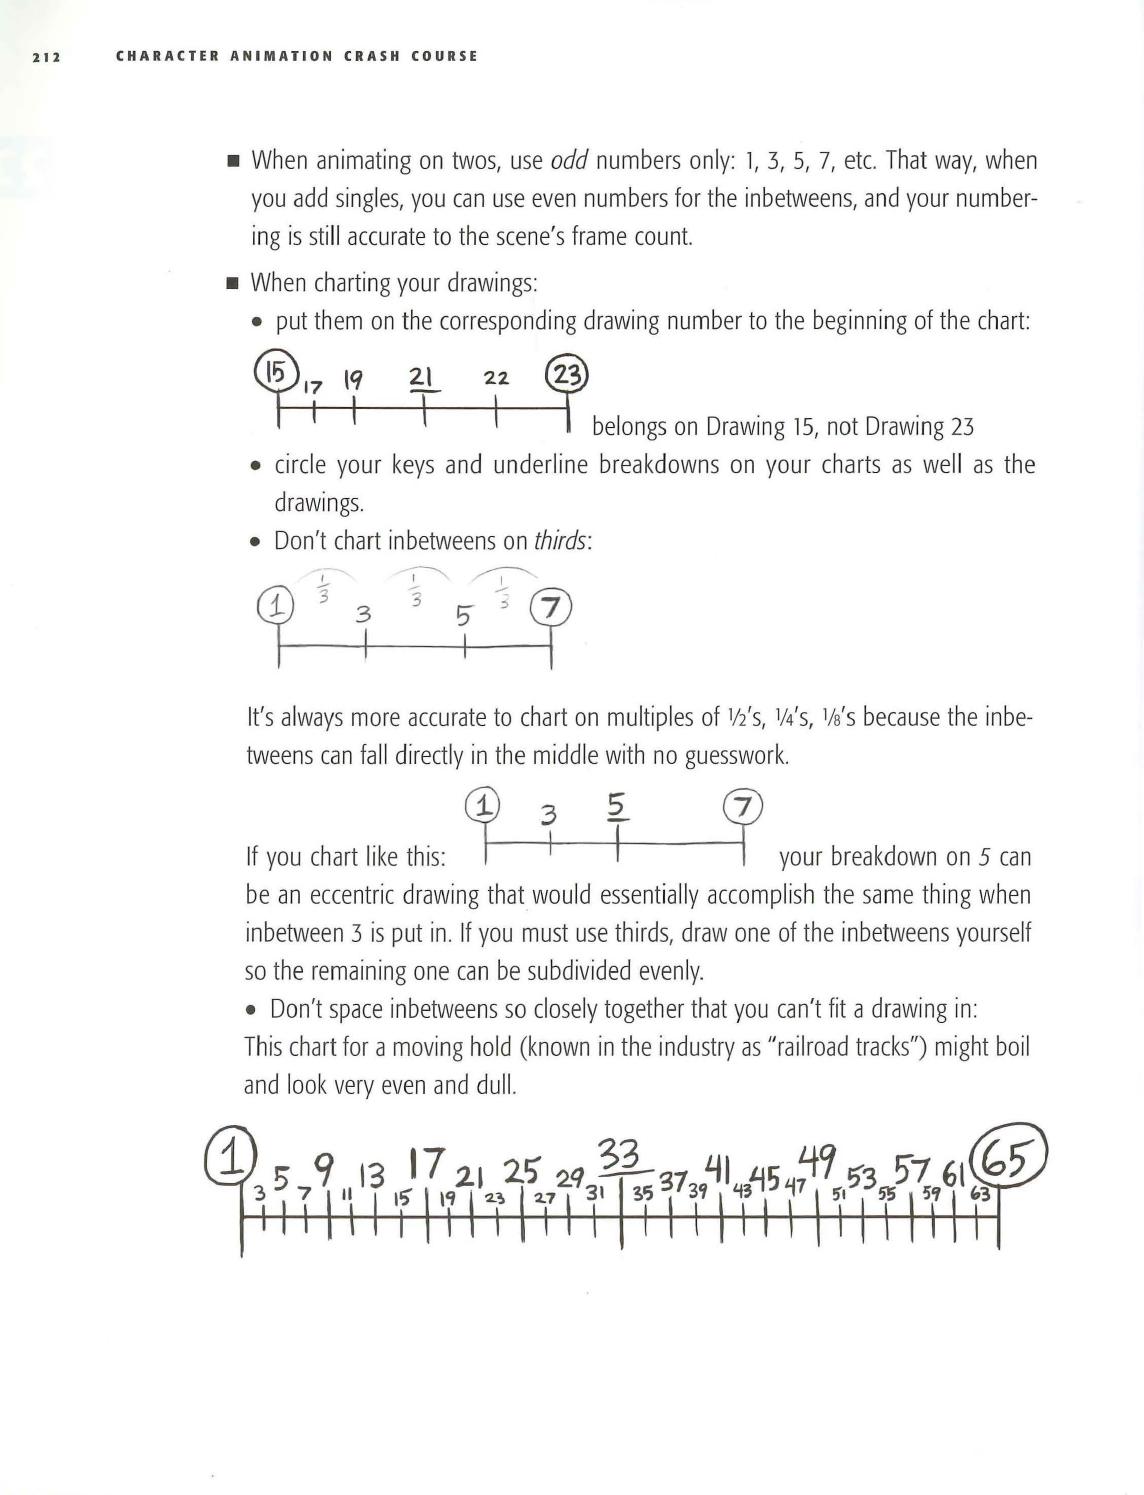 212 CHARACTER ANIMATION CRASH COURSE
■ When animating on twos, use odd numbers only: 1, 3, 5, 7, etc. That way, when
you add singles, you can use even numbers for the inbetweens, and your number-
ing is still accurate to the scene's frame count.
■ When charting your drawings:
• put them on the corresponding drawing number to the beginning of the chart:
15 17 19 21 22 23
belongs on Drawing 15, not Drawing 23
• circle your keys and underline breakdowns on your charts as well as the
drawings.
• Don't chart inbetweens on thirds:
1/3 1/3 1/3
1 3 5 7
It's always more accurate to chart on multiples of ½'s, ¼'s, ⅛'s because the inbe-
tweens can fall directly in the middle with no guesswork.
1 3 5 7
If you chart like this: your breakdown on 5 can
be an eccentric drawing that would essentially accomplish the same thing when
inbetween 3 is put in. If you must use thirds, draw one of the inbetweens yourself
so the remaining one can be subdivided evenly.
• Don't space inbetweens so closely together that you can't fit a drawing in:
This chart for a moving hold (known in the industry as "railroad tracks") might boil
and look very even and dull.
1 3 5 7 9 11 13 15 17 19 21 23 25 27 29 31 33 35 37 39 41 43 45 47 49 51 53 55 57 59 61 63 65